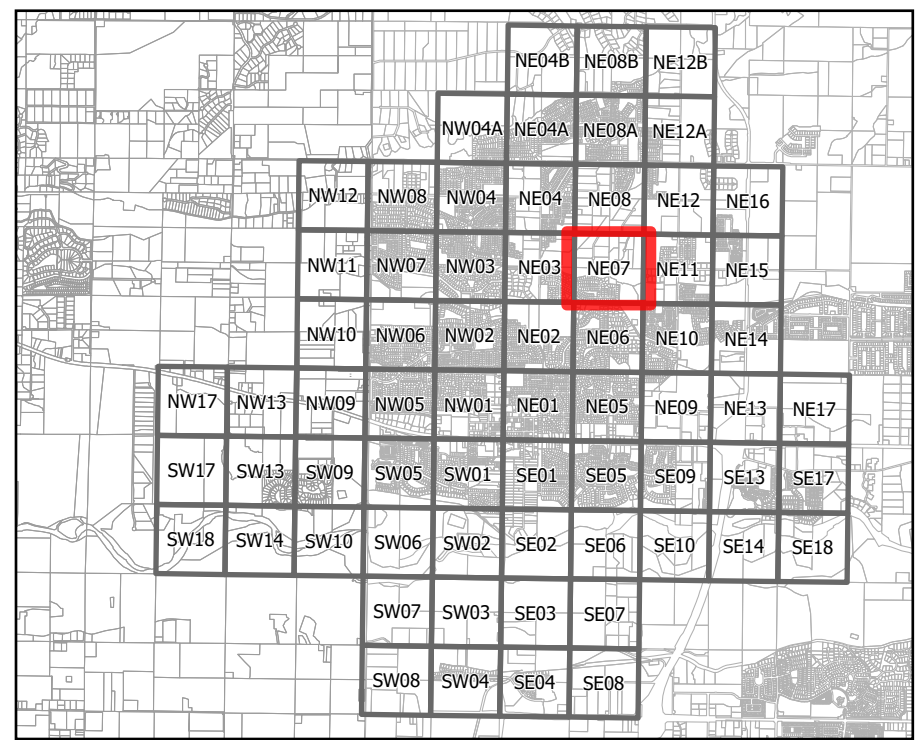 NE04B NE08B NE12B
NW04A NE04A NE08A NE12A
NW12 NW08 NW04 NE04 NE08 NE12 NE16
NW11 NW07 NW03 NE03 NE07 NE11 NE15
NW10 NW06 NW02 NE02 NE06 NE10 NE14
NW17 NW13 NW09 NW05 NW01 NE01 NE05 NE09 NE13 NE17
SW17 SW13 SW09 SW05 SW01 SE01 SE05 SE09 SE13 SE17
SW18 SW14 SW10 SW06 SW02 SE02 SE06 SE10 SE14 SE18
SW07 SW03 SE03 SE07
SW08 SW04 SE04 SE08